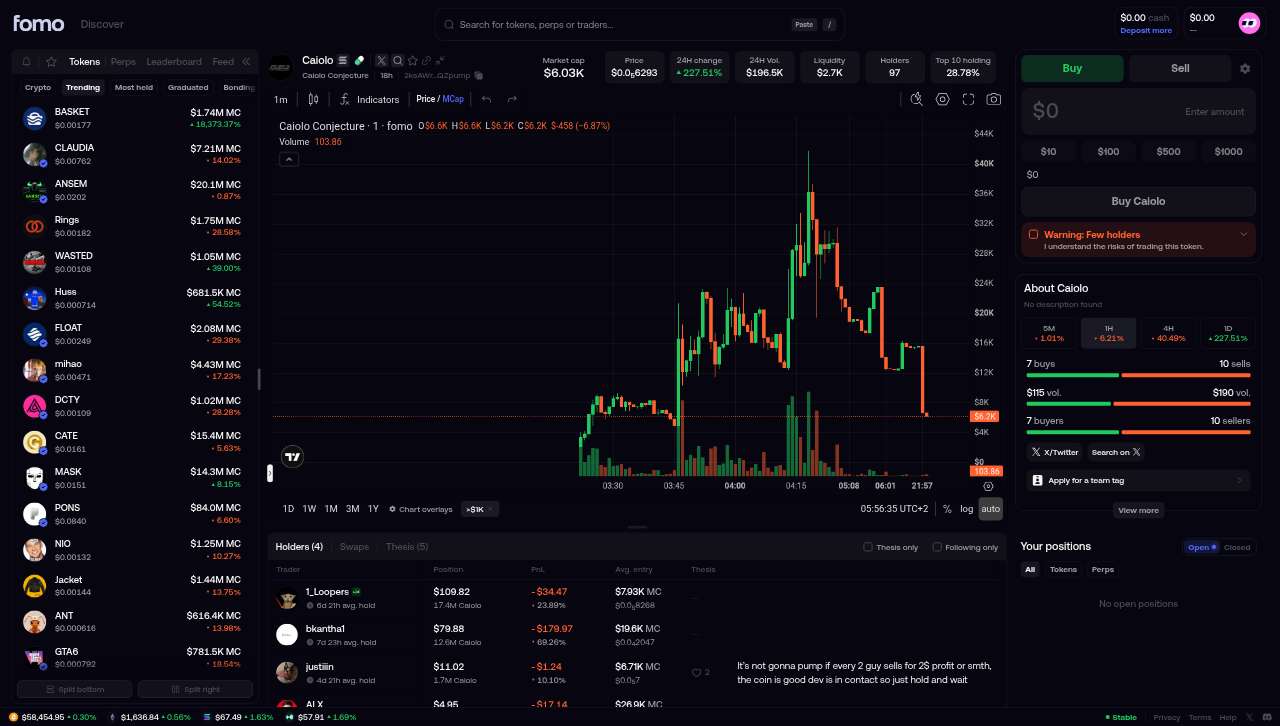 fomo Discover
Search for tokens, perps or traders... Paste /
$0.00 cash
Deposit more
$0.00
—
Tokens Perps Leaderboard Feed
Crypto Trending Most held Graduated Bonding
BASKET $1.74M MC
$0.00177 18,373.37%
CLAUDIA $7.21M MC
$0.00762 14.02%
ANSEM $20.1M MC
$0.0202 0.87%
Rings $1.75M MC
$0.00182 28.58%
WASTED $1.05M MC
$0.00108 39.00%
Huss $681.5K MC
$0.000714 54.52%
FLOAT $2.08M MC
$0.00249 29.38%
mihao $4.43M MC
$0.00471 17.23%
DCTY $1.02M MC
$0.00109 28.28%
CATE $15.4M MC
$0.0161 5.63%
MASK $14.3M MC
$0.0151 8.15%
PONS $84.0M MC
$0.0840 6.60%
NIO $1.25M MC
$0.00132 10.27%
Jacket $1.44M MC
$0.00144 13.75%
ANT $616.4K MC
$0.000616 13.98%
GTA6 $781.5K MC
$0.000792 18.54%
Split bottom Split right
Caiolo
Caiolo Conjecture 18h
Market cap
$6.03K
Price
$0.0₅6293
24H change
227.51%
24H Vol.
$196.5K
Liquidity
$2.7K
Holders
97
Top 10 holding
28.78%
1m Indicators Price / MCap
Caiolo Conjecture · 1 · fomo O$6.6K H$6.6K L$6.2K C$6.2K $-458 (−6.87%)
Volume 103.86
$44K
$40K
$36K
$32K
$28K
$24K
$20K
$16K
$12K
$8K
$6.2K
$4K
$0
103.86
03:30 03:45 04:00 04:15 05:08 06:01 21:57
1D 1W 1M 3M 1Y Chart overlays >$1K 05:56:35 UTC+2 % log auto
Holders (4) Swaps Thesis (5) Thesis only Following only
Trader Position PnL Avg. entry Thesis
1_Loopers $109.82 -$34.47 $7.93K MC
6d 21h avg. hold 17.4M Caiolo 23.89% $0.0₅8268
bkantha1 $79.88 -$179.97 $19.6K MC
7d 23h avg. hold 12.6M Caiolo 69.26% $0.0₄2047
justiiin $11.02 -$1.24 $6.71K MC 2 It's not gonna pump if every 2 guy sells for 2$ profit or smth,
4d 21h avg. hold 1.7M Caiolo 10.10% $0.0₅7 the coin is good dev is in contact so just hold and wait
ALX $4.95 -$17.14 $26.9K MC
Buy Sell
$0 Enter amount
$10 $100 $500 $1000
$0
Buy Caiolo
Warning: Few holders
I understand the risks of trading this token.
About Caiolo
No description found
5M 1H 4H 1D
1.01% 6.21% 40.49% 227.51%
7 buys 10 sells
$115 vol. $190 vol.
7 buyers 10 sellers
X/Twitter Search on X
Apply for a team tag
View more
Your positions Open Closed
All Tokens Perps
No open positions
$58,454.95 0.30% $1,636.84 0.56% $67.49 1.63% $57.91 1.69% Stable Privacy Terms Help